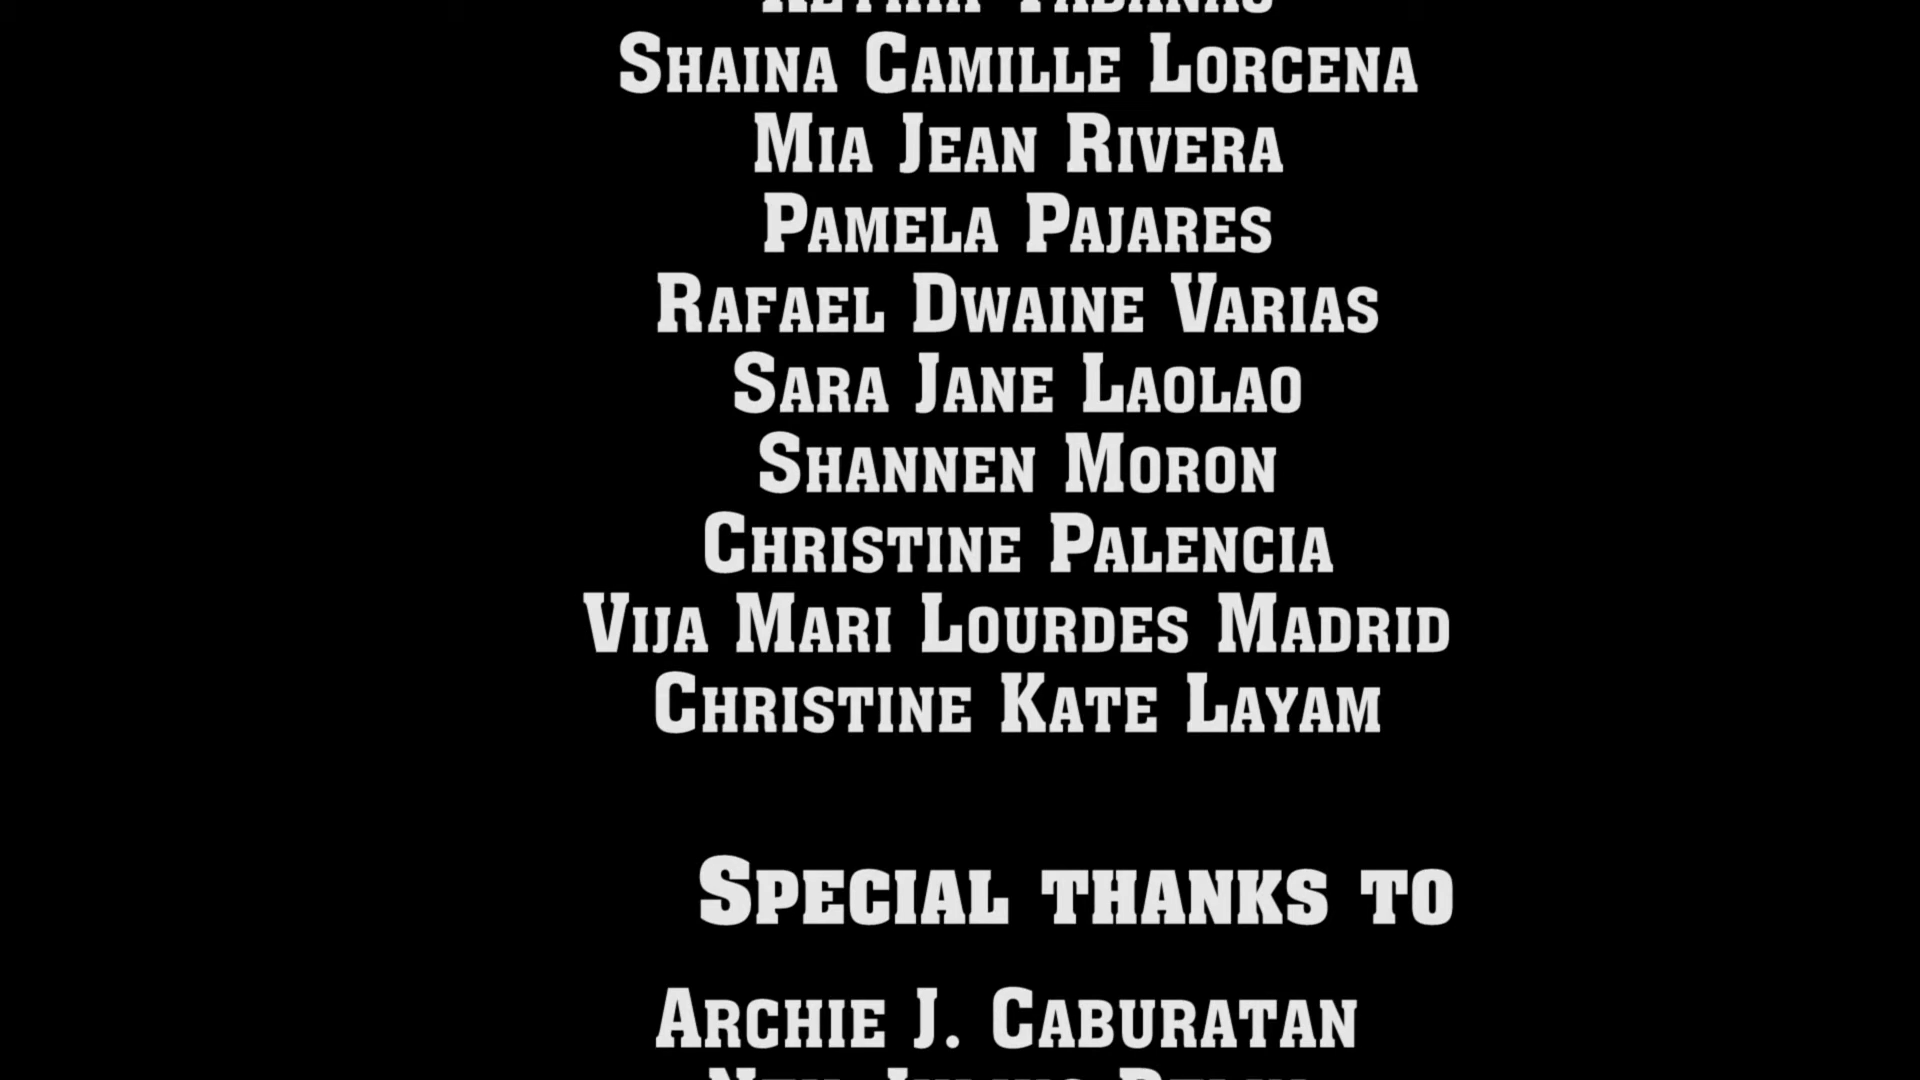 Shaina Camille Lorcena
Mia Jean Rivera
Pamela Pajares
Rafael Dwaine Varias
Sara Jane Laolao
Shannen Moron
Christine Palencia
Vija Mari Lourdes Madrid
Christine Kate Layam
Special thanks to
Archie J. Caburatan